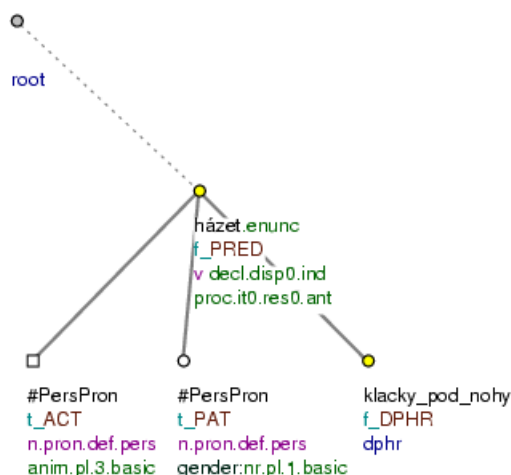 root
házet.enunc
f_PRED
v decl.disp0.ind
proc.it0.res0.ant
#PersPron
t_ACT
n.pron.def.pers
anim.pl.3.basic
#PersPron
t_PAT
n.pron.def.pers
gender:nr.pl.1.basic
klacky_pod_nohy
f_DPHR
dphr